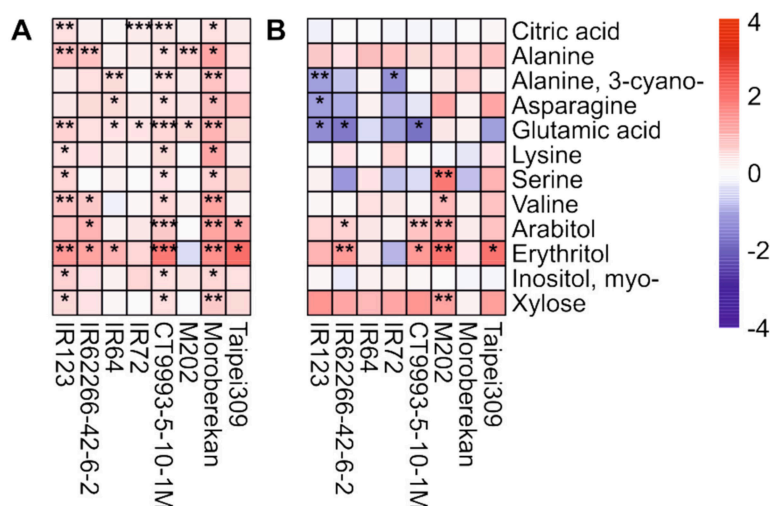 A B
** *** ** * Citric acid 4
** ** * ** * Alanine
** ** ** ** * Alanine, 3-cyano-
* * * * Asparagine 2
** * * *** * ** * * * Glutamic acid
* * * Lysine
* * * ** Serine 0
** * * ** * Valine
* *** ** * * ** ** Arabitol
** * * *** ** * ** * ** * Erythritol -2
* * * Inositol, myo-
* * ** ** Xylose
-4
IR123
IR62266-42-6-2
IR64
IR72
CT9993-5-10-1M
M202
Moroberekan
Taipei309
IR123
IR62266-42-6-2
IR64
IR72
CT9993-5-10-1M
M202
Moroberekan
Taipei309